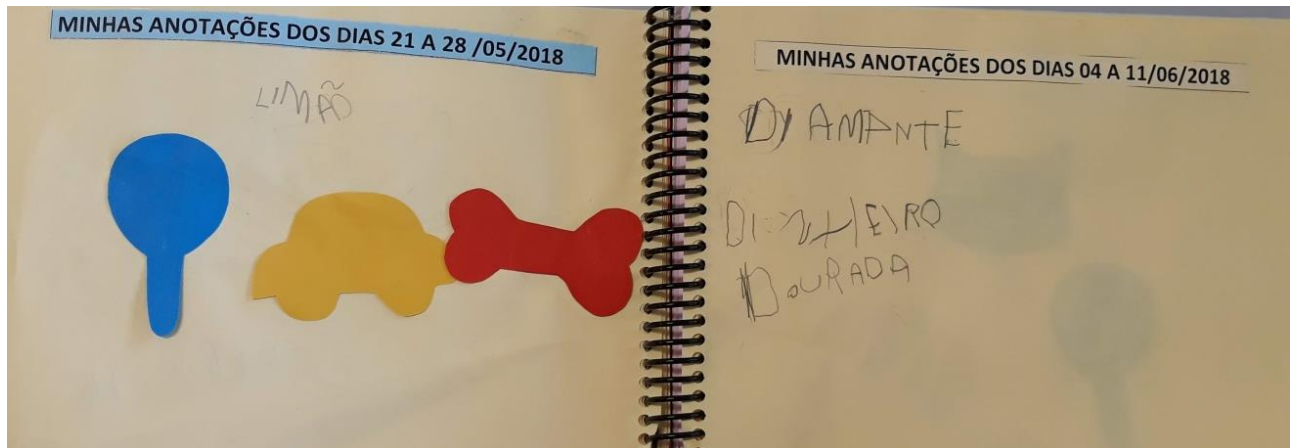 MINHAS ANOTAÇÕES DOS DIAS 21 A 28 /05/2018
LIMÃO
MINHAS ANOTAÇÕES DOS DIAS 04 A 11/06/2018
DIAMANTE
DINHEIRO
DOURADA